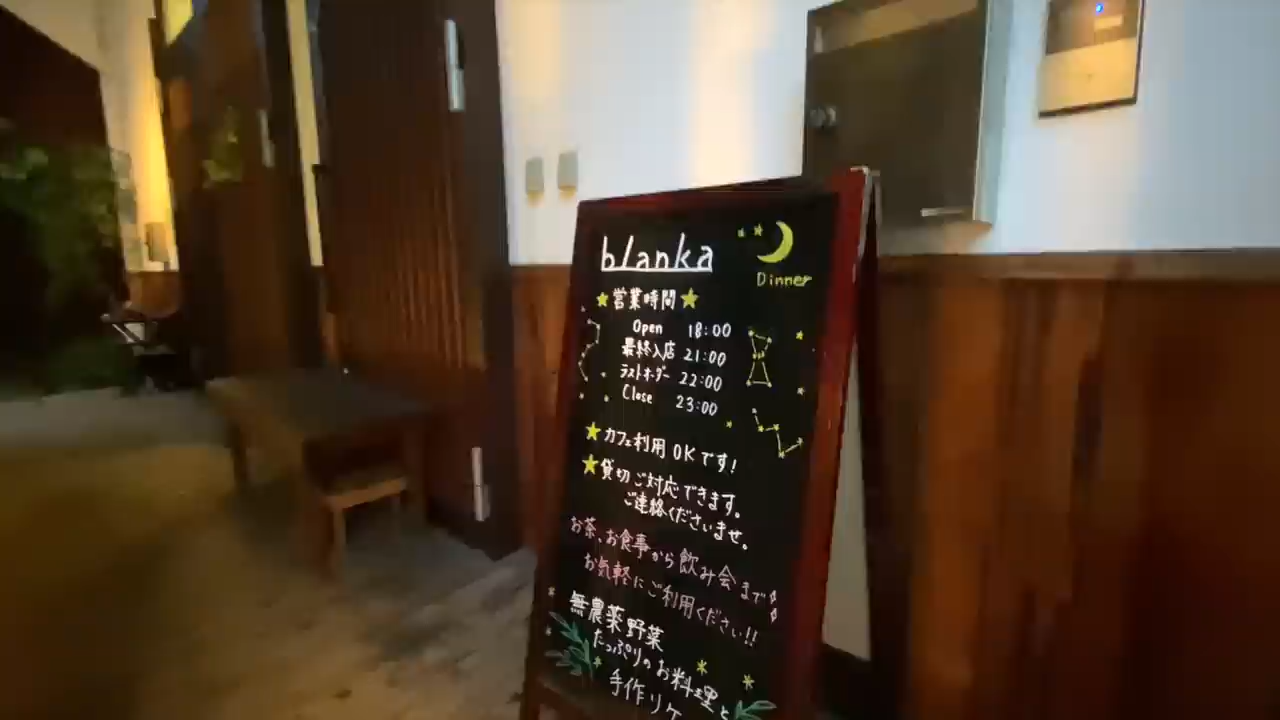 blanka
Dinner
営業時間
Open 18:00
最終入店 21:00
ラストオーダー 22:00
Close 23:00
カフェ利用 OKです!
貸切ご対応できます。
ご連絡くださいませ。
お茶、お食事から飲み会まで
お気軽にご利用ください!!
無農薬野菜
たっぷりのお料理と
手作りケ